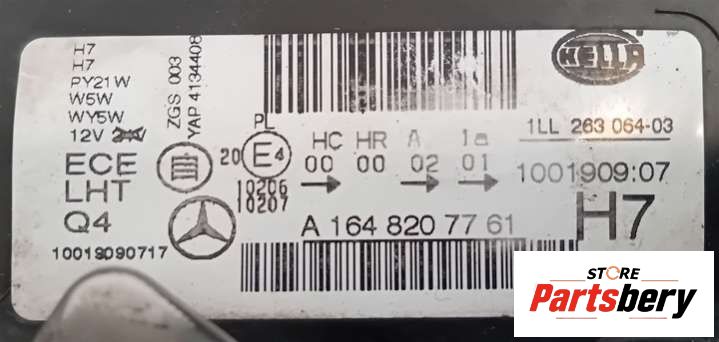 H7
H7
PY21W
W5W
WY5W
12V 24V
ECE
LHT
Q4
10019090717
ZGS 003
YAP 4134408
PL
20 E4
10206
10207
HC HR A 1a
00 00 02 01
A 164 820 77 61
HELLA
1LL 263 064-03
1001909:07
H7
STORE
Partsbery